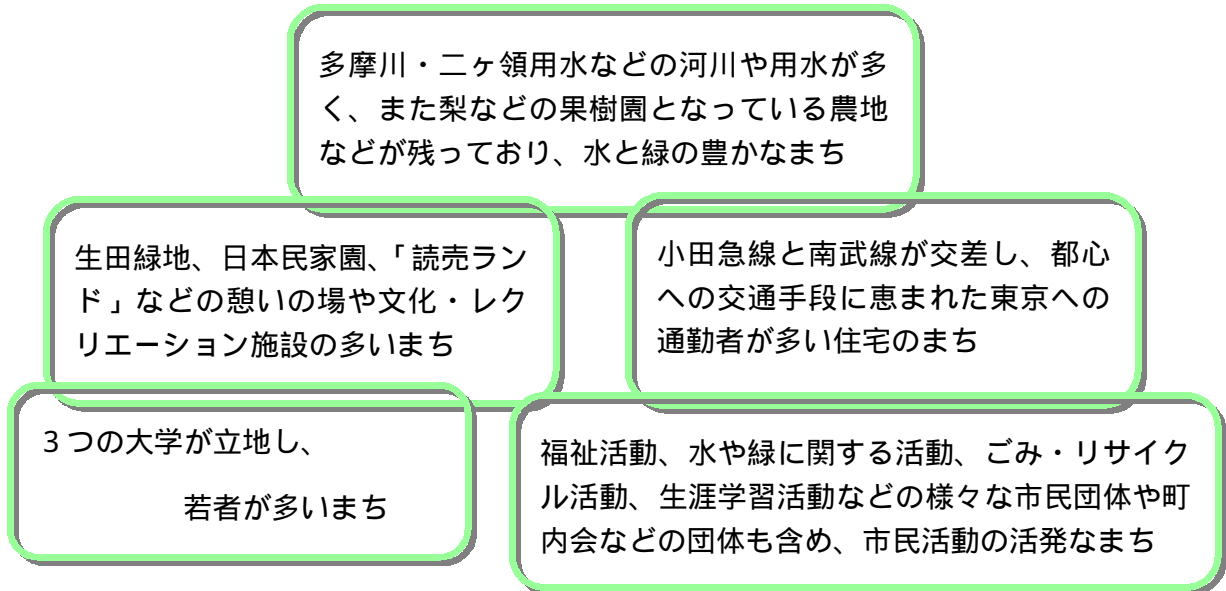 多摩川・二ヶ領用水などの河川や用水が多
く、また梨などの果樹園となっている農地
などが残っており、水と緑の豊かなまち
生田緑地、日本民家園、「読売ラン
ド」などの憩いの場や文化・レク
リエーション施設の多いまち
小田急線と南武線が交差し、都心
への交通手段に恵まれた東京への
通勤者が多い住宅のまち
３つの大学が立地し、
若者が多いまち
福祉活動、水や緑に関する活動、ごみ・リサイク
ル活動、生涯学習活動などの様々な市民団体や町
内会などの団体も含め、市民活動の活発なまち